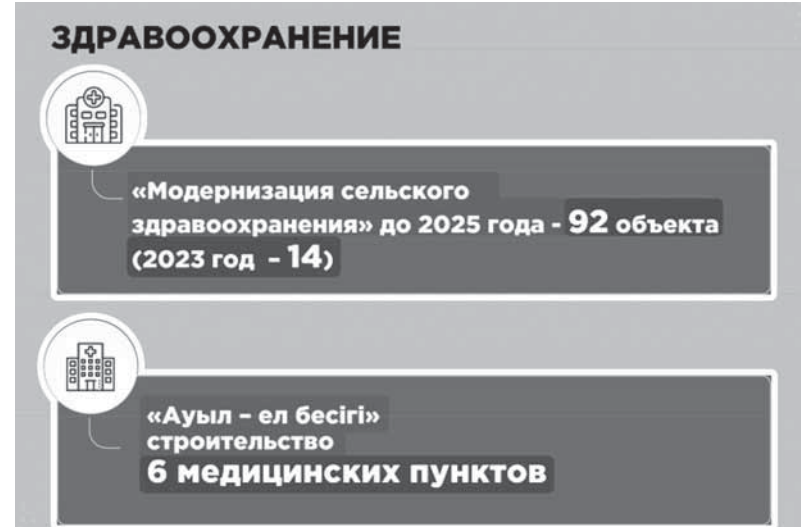 ЗДРАВООХРАНЕНИЕ
«Модернизация сельского
здравоохранения» до 2025 года - 92 объекта
(2023 год - 14)
«Ауыл – ел бесігі»
строительство
6 медицинских пунктов